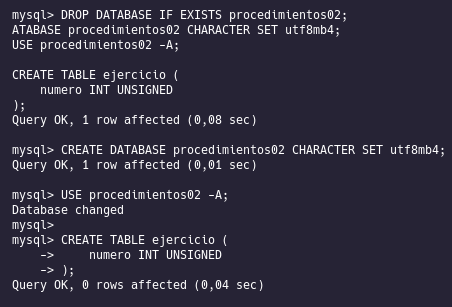 mysql> DROP DATABASE IF EXISTS procedimientos02;
ATABASE procedimientos02 CHARACTER SET utf8mb4;
USE procedimientos02 -A;

CREATE TABLE ejercicio (
    numero INT UNSIGNED
);
Query OK, 1 row affected (0,08 sec)

mysql> CREATE DATABASE procedimientos02 CHARACTER SET utf8mb4;
Query OK, 1 row affected (0,01 sec)

mysql> USE procedimientos02 -A;
Database changed
mysql>
mysql> CREATE TABLE ejercicio (
    ->     numero INT UNSIGNED
    -> );
Query OK, 0 rows affected (0,04 sec)